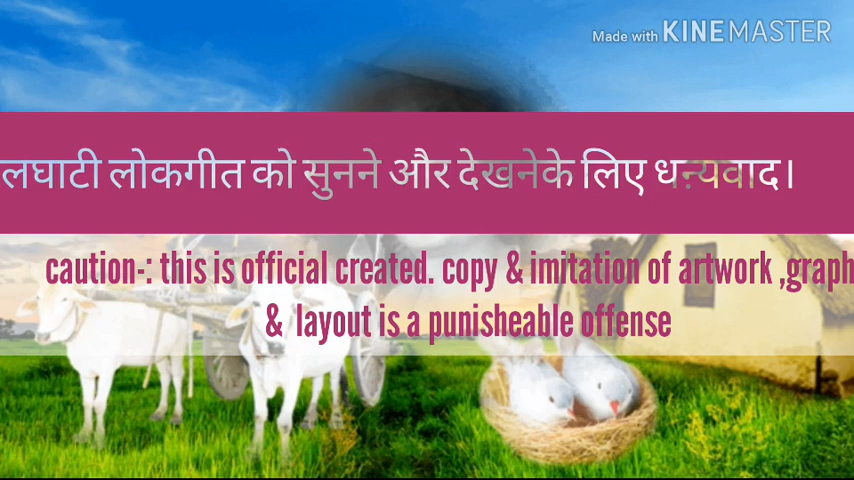 Made with KINEMASTER
लघाटी लोकगीत को सुनने और देखनेके लिए धन्यवाद।
caution-: this is official created. copy & imitation of artwork ,graph
& layout is a punisheable offense